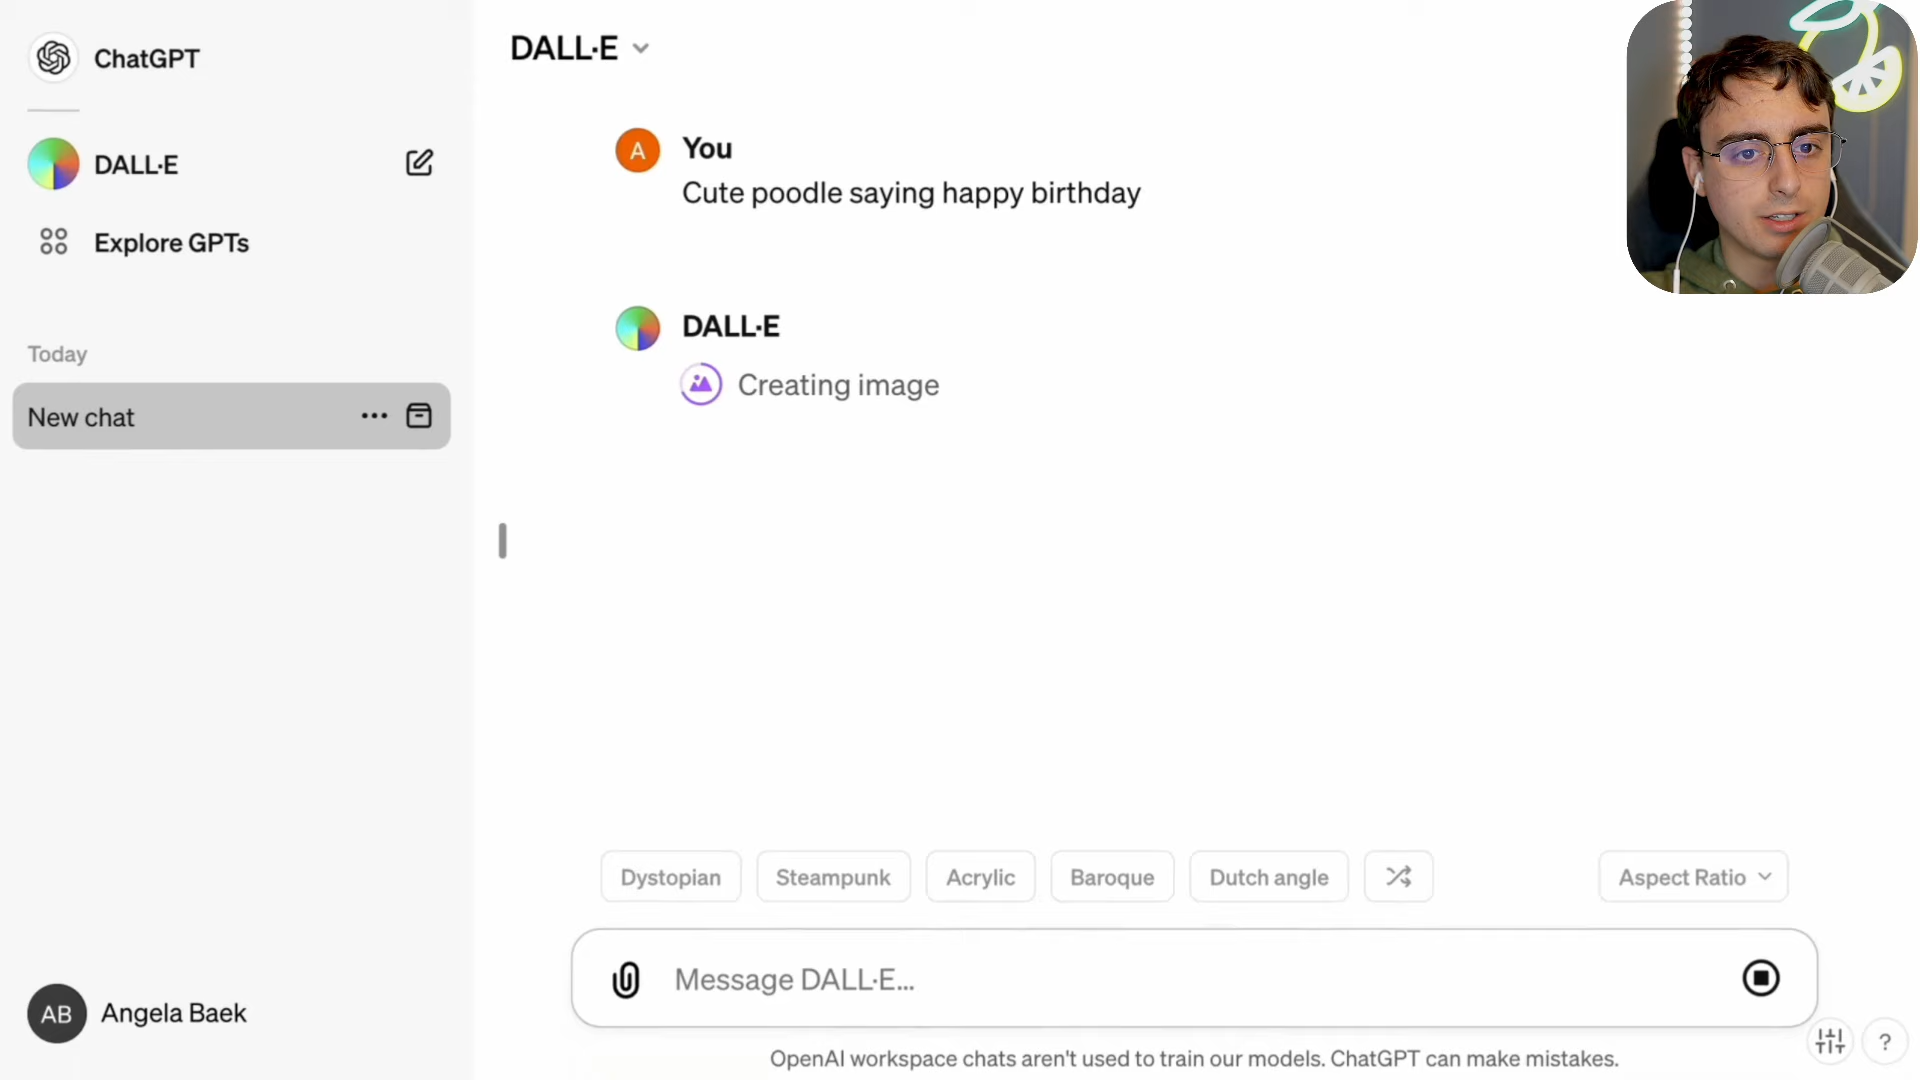 ChatGPT
DALL·E
Explore GPTs
Today
New chat
AB
Angela Baek
DALL·E
A
You
Cute poodle saying happy birthday
DALL·E
Creating image
Dystopian
Steampunk
Acrylic
Baroque
Dutch angle
Aspect Ratio
Message DALL·E...
OpenAI workspace chats aren't used to train our models. ChatGPT can make mistakes.
?